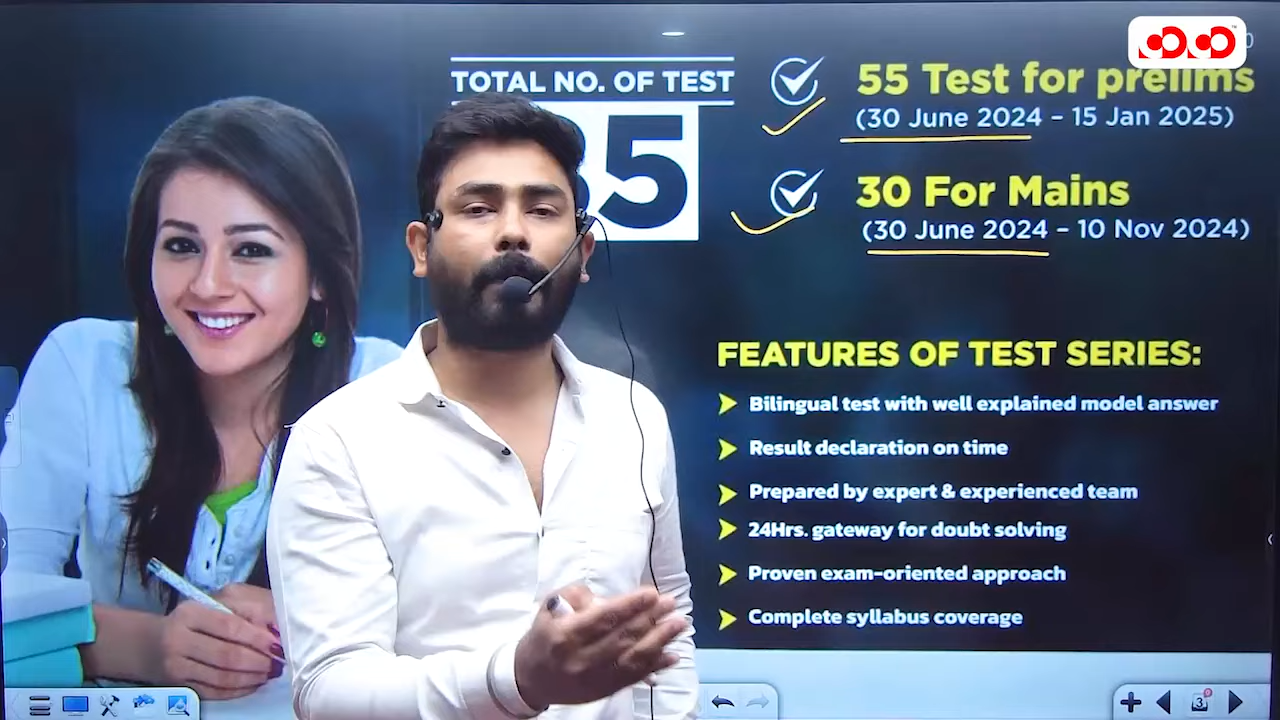 TOTAL NO. OF TEST
85
55 Test for prelims
(30 June 2024 - 15 Jan 2025)
30 For Mains
(30 June 2024 - 10 Nov 2024)
FEATURES OF TEST SERIES:
Bilingual test with well explained model answer
Result declaration on time
Prepared by expert & experienced team
24Hrs. gateway for doubt solving
Proven exam-oriented approach
Complete syllabus coverage
3